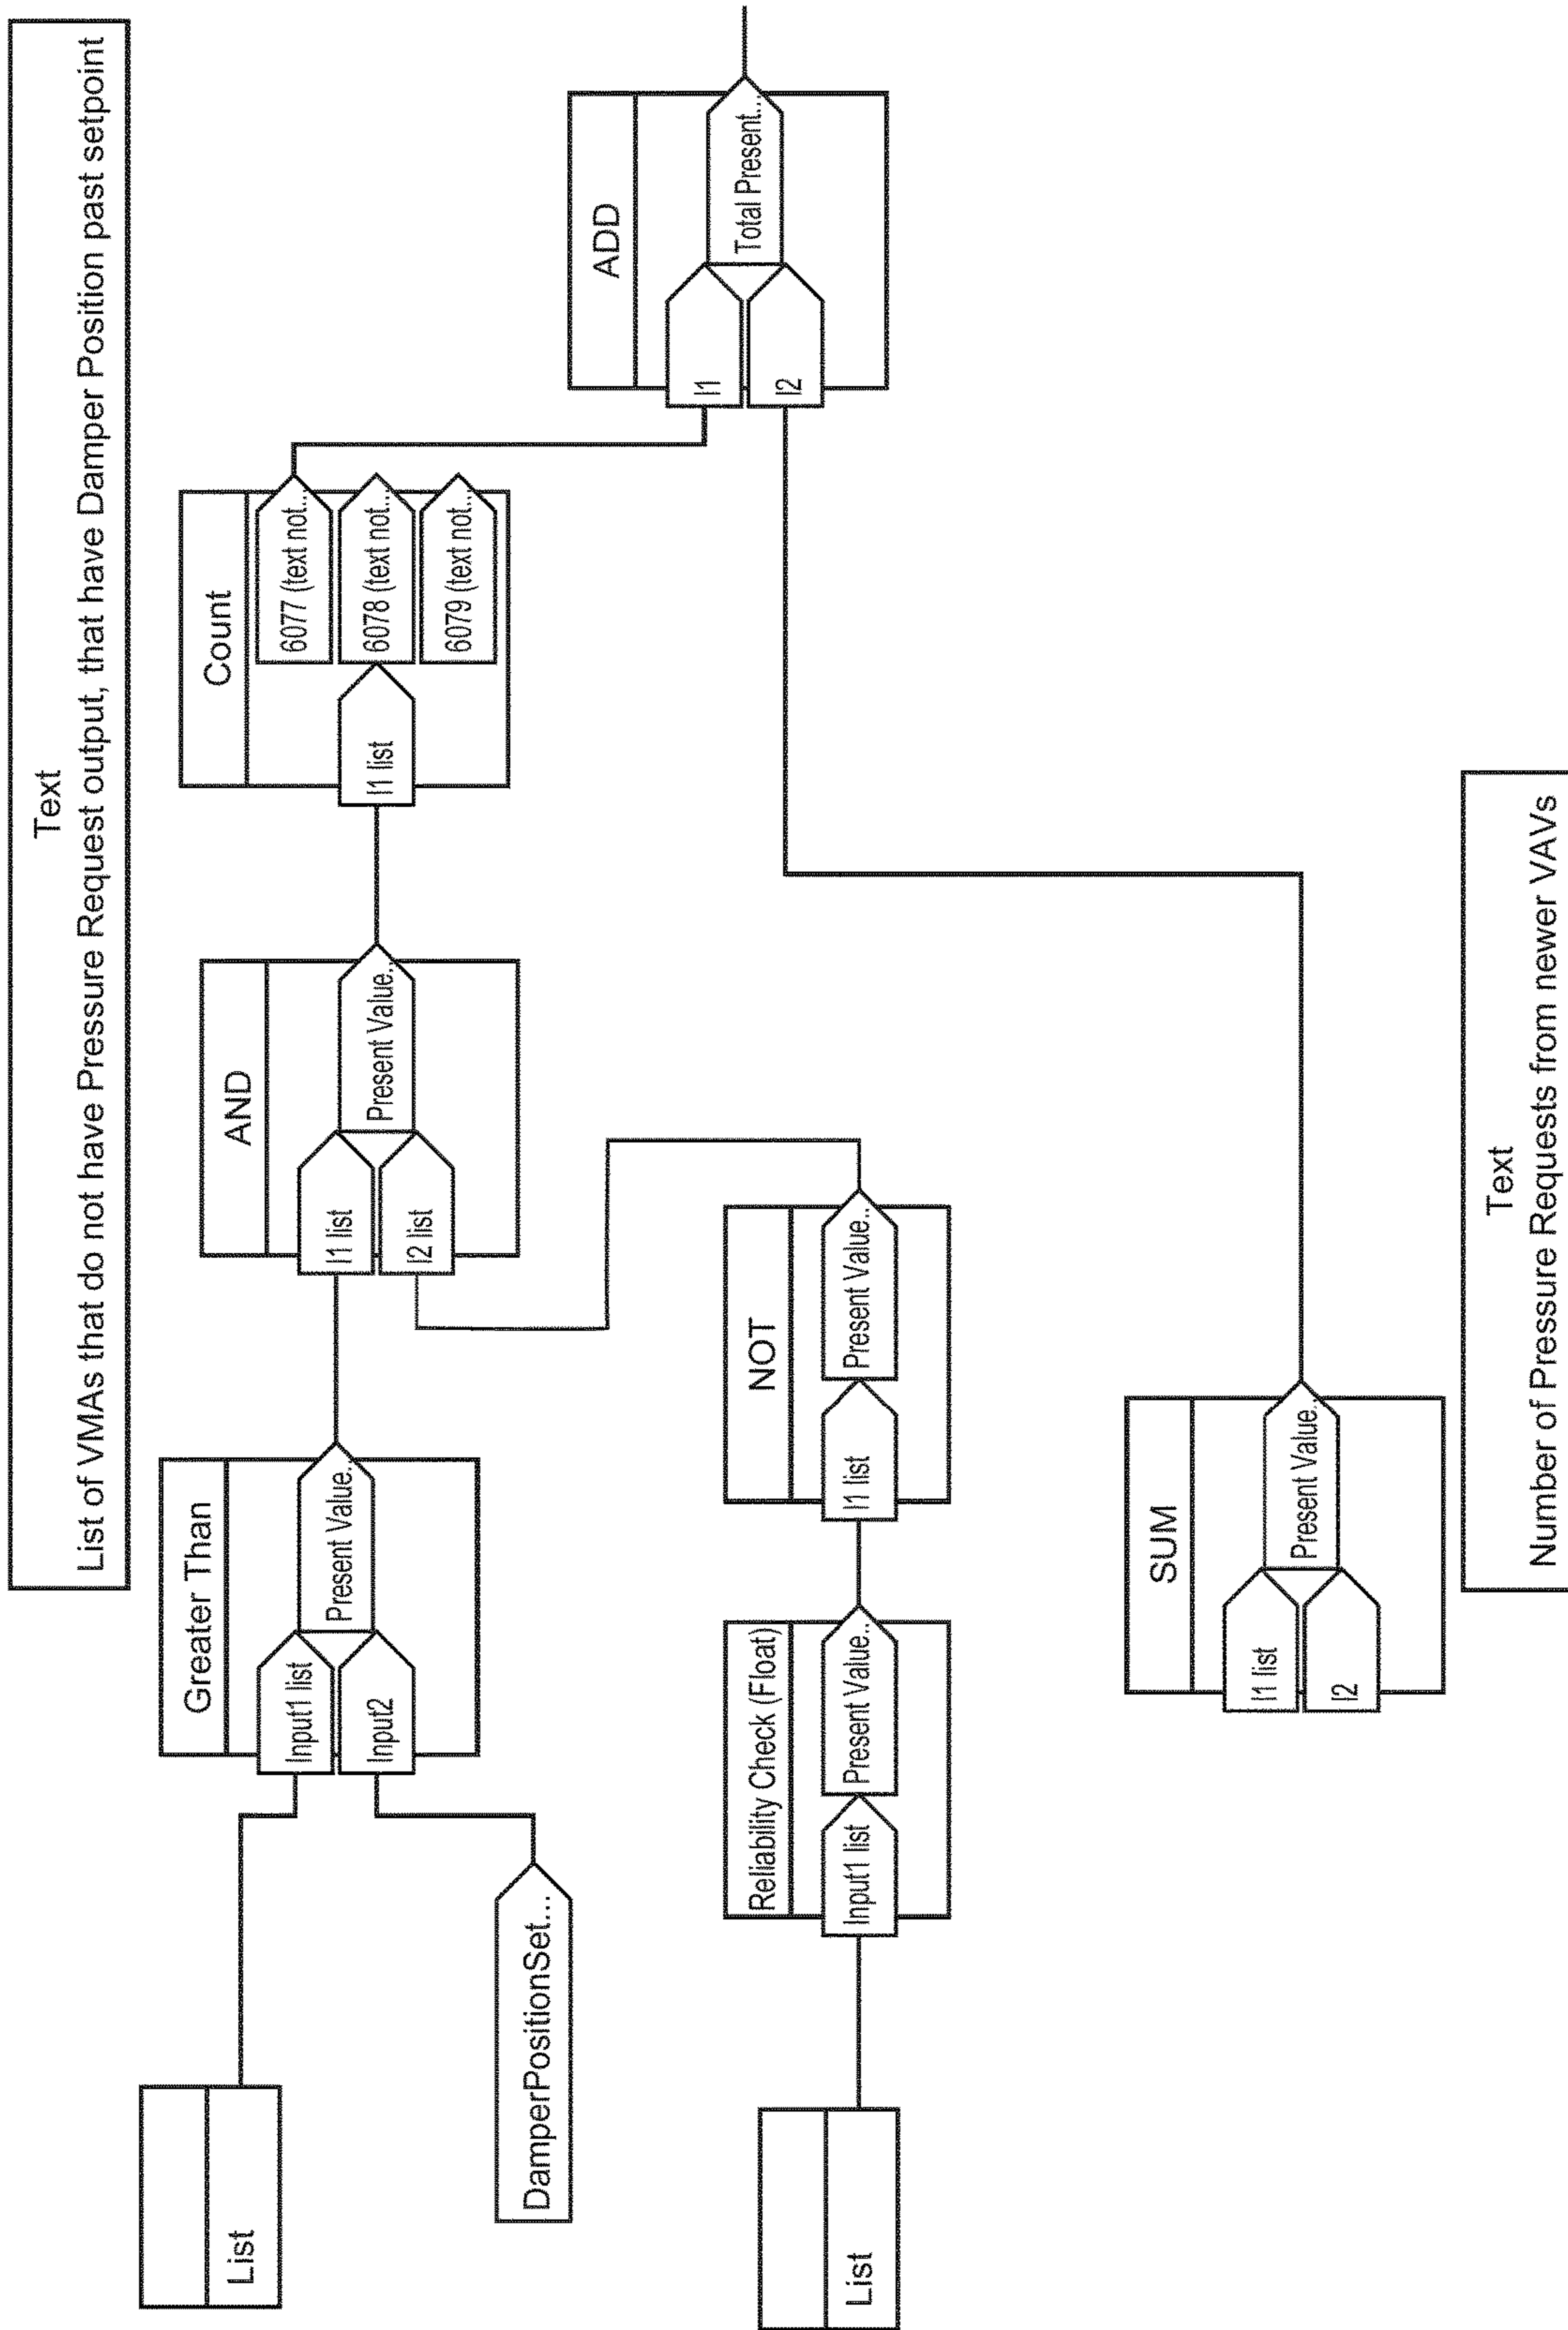 Text
List of VMAs that do not have Pressure Request output, that have Damper Position past setpoint
List
DamperPositionSet...
Greater Than
Input1 list
Input2
Present Value..
AND
I1 list
I2 list
Present Value..
Count
I1 list
6077 (text not...
6078 (text not...
6079 (text not...
ADD
I1
I2
Total Present...
List
Reliability Check (Float)
Input1 list
Present Value..
NOT
I1 list
Present Value..
SUM
I1 list
I2
Present Value..
Text
Number of Pressure Requests from newer VAVs